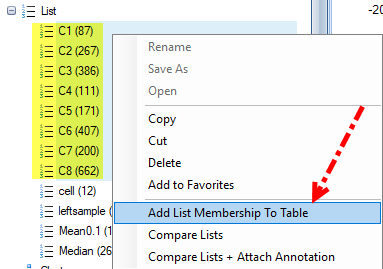 -20
List
C1 (87)
C2 (267)
C3 (386)
C4 (111)
C5 (171)
C6 (407)
C7 (200)
C8 (662)
cell (12)
leftsample (
Mean0.1 (
Median (26
Rename
Save As
Open
Copy
Cut
Delete
Add to Favorites
Add List Membership To Table
Compare Lists
Compare Lists + Attach Annotation